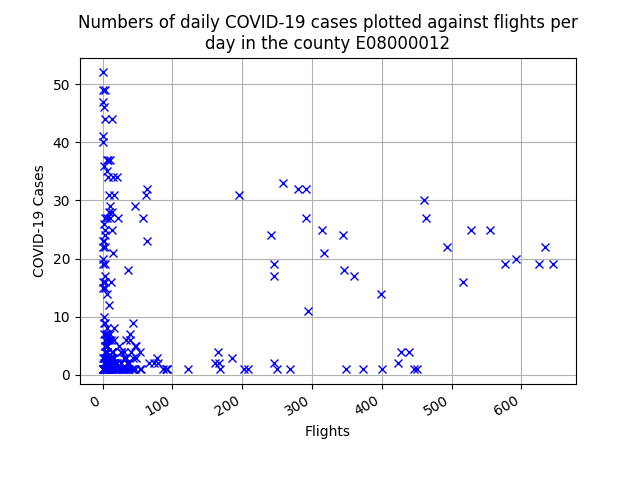 Numbers of daily COVID-19 cases plotted against flights per
day in the county E08000012
COVID-19 Cases
50
40
30
20
10
0
0 100 200 300 400 500 600
Flights